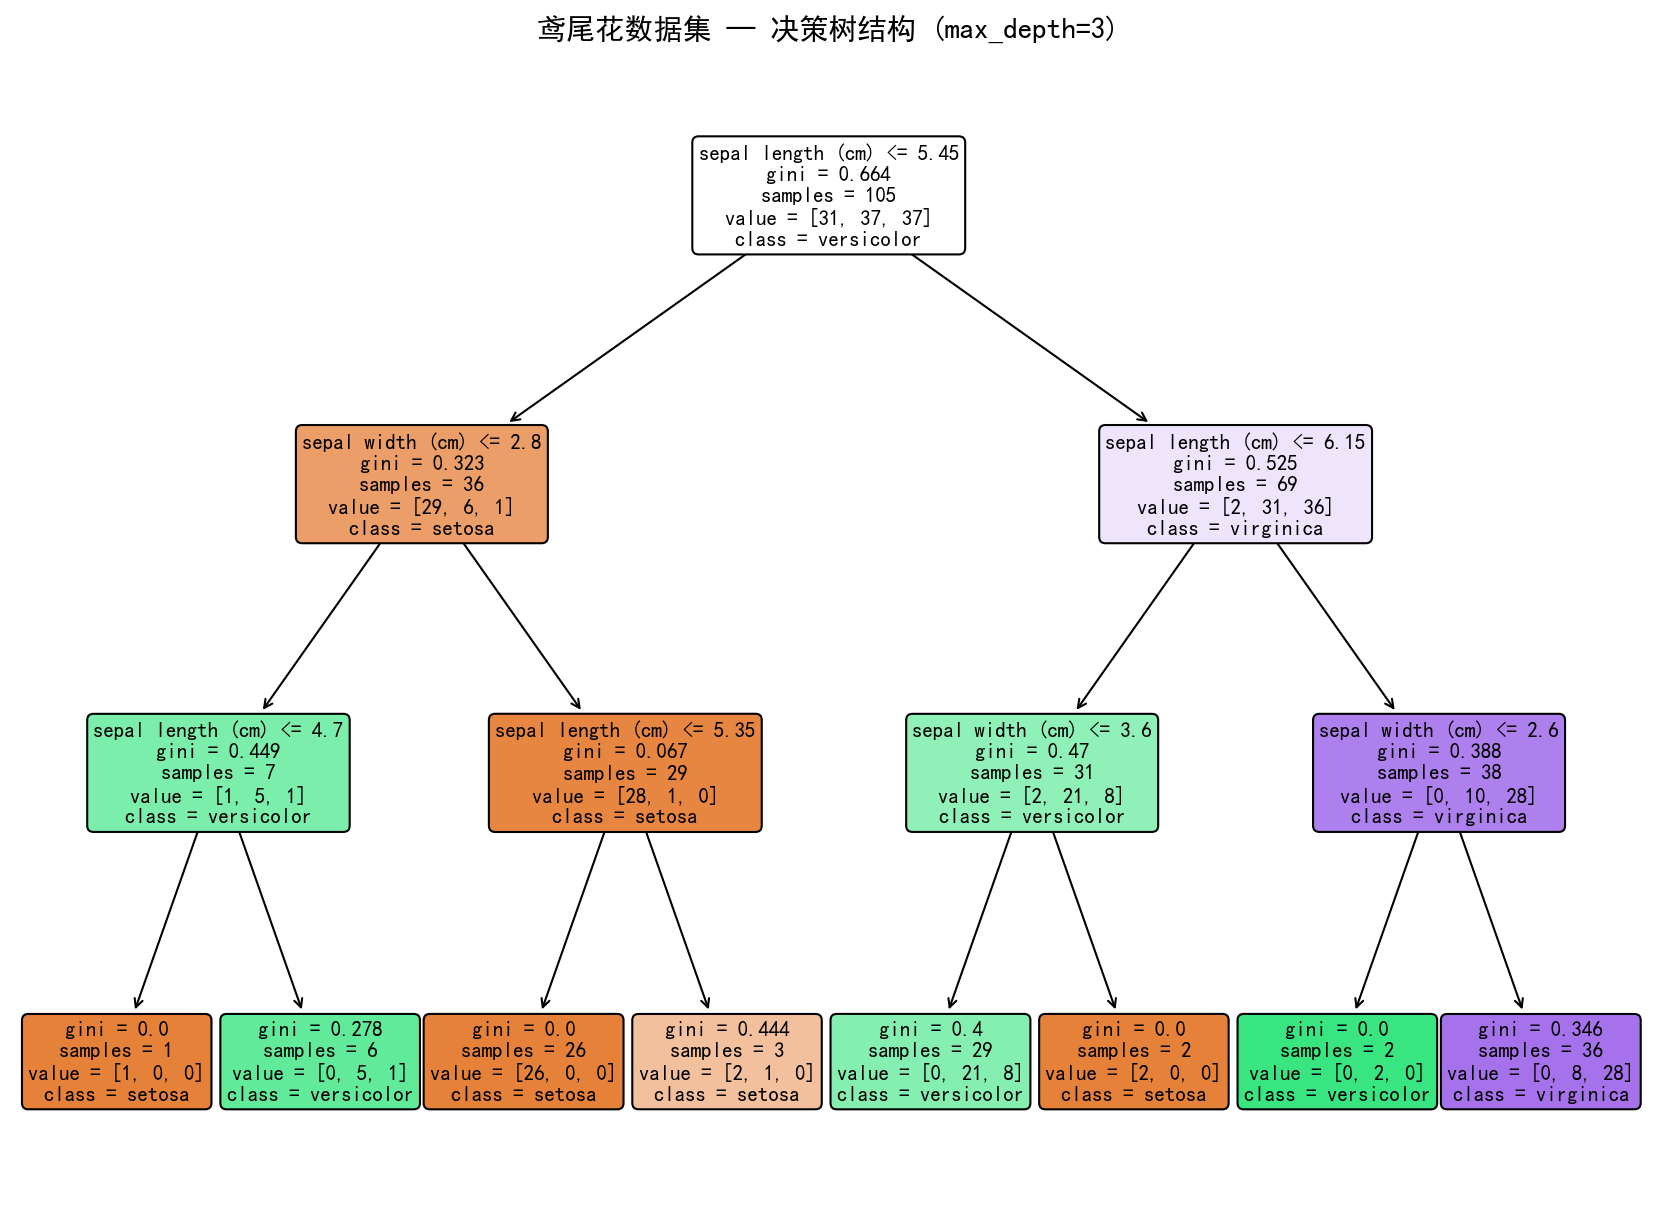 鸢尾花数据集 — 决策树结构 (max_depth=3)
sepal length (cm) <= 5.45
gini = 0.664
samples = 105
value = [31, 37, 37]
class = versicolor
sepal width (cm) <= 2.8
gini = 0.323
samples = 36
value = [29, 6, 1]
class = setosa
sepal length (cm) <= 6.15
gini = 0.525
samples = 69
value = [2, 31, 36]
class = virginica
sepal length (cm) <= 4.7
gini = 0.449
samples = 7
value = [1, 5, 1]
class = versicolor
sepal length (cm) <= 5.35
gini = 0.067
samples = 29
value = [28, 1, 0]
class = setosa
sepal width (cm) <= 3.6
gini = 0.47
samples = 31
value = [2, 21, 8]
class = versicolor
sepal width (cm) <= 2.6
gini = 0.388
samples = 38
value = [0, 10, 28]
class = virginica
gini = 0.0
samples = 1
value = [1, 0, 0]
class = setosa
gini = 0.278
samples = 6
value = [0, 5, 1]
class = versicolor
gini = 0.0
samples = 26
value = [26, 0, 0]
class = setosa
gini = 0.444
samples = 3
value = [2, 1, 0]
class = setosa
gini = 0.4
samples = 29
value = [0, 21, 8]
class = versicolor
gini = 0.0
samples = 2
value = [2, 0, 0]
class = setosa
gini = 0.0
samples = 2
value = [0, 2, 0]
class = versicolor
gini = 0.346
samples = 36
value = [0, 8, 28]
class = virginica